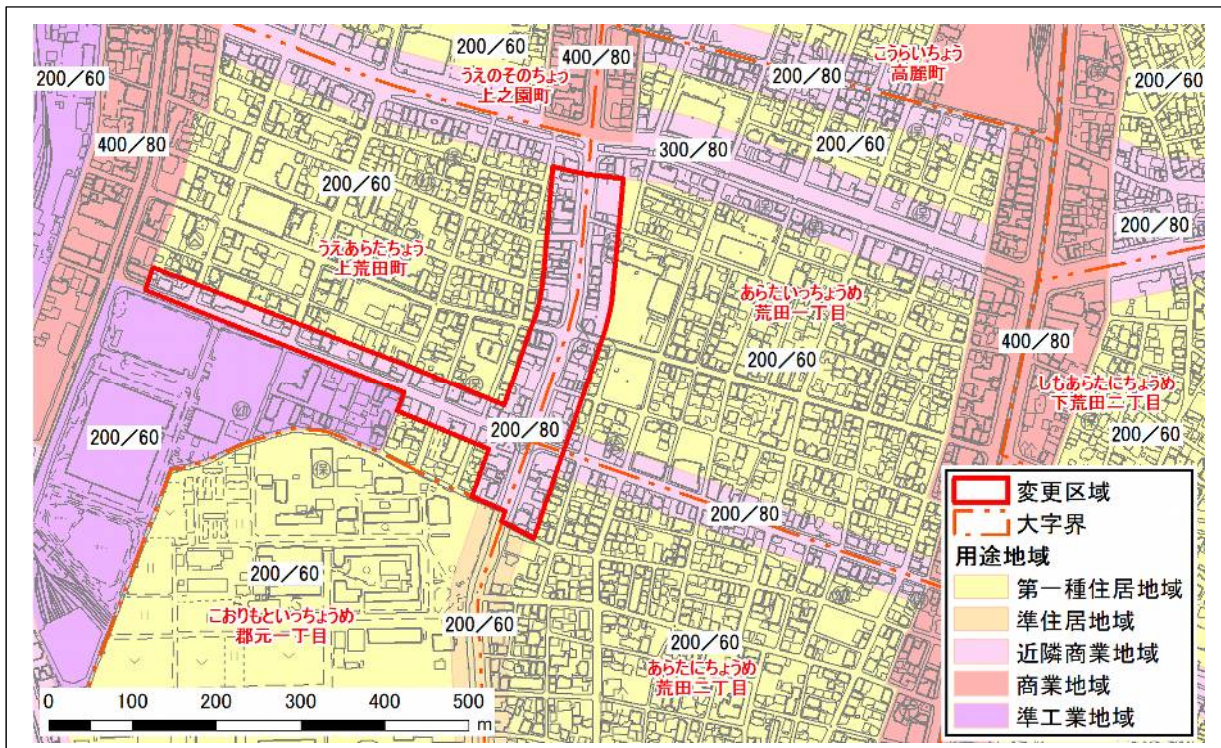 200／60
400／80
こうらいちょう
200／60
うえのそのちょう
上之園町
200／80
高麗町
200／60
400／80
300／80
200／60
200／60
200／80
うえあらたちょう
上荒田町
あらたいっちょうめ
荒田一丁目
200／60
400／80
しもあらたにちょうめ
下荒田二丁目
200／60
200／60
200／80
200／80
200／60
こおりもといっちょうめ
郡元一丁目
200／60
200／60
あらたにちょうめ
荒田二丁目
保
保
幼
0 100 200 300 400 500
m
変更区域
大字界
用途地域
第一種住居地域
準住居地域
近隣商業地域
商業地域
準工業地域